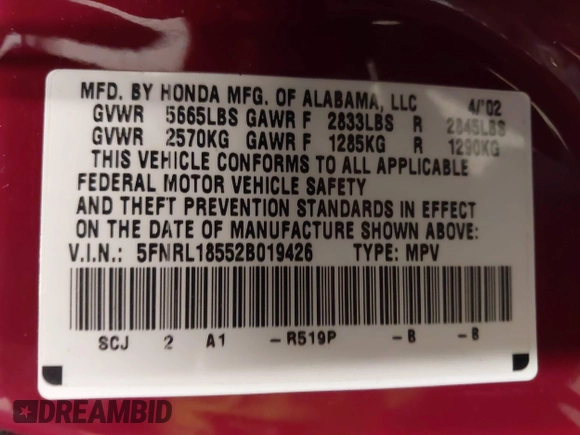 MFD. BY HONDA MFG. OF ALABAMA, LLC 4/'02
GVWR 5665LBS GAWR F 2833LBS R 2845LBS
GVWR 2570KG GAWR F 1285KG R 1290KG
THIS VEHICLE CONFORMS TO ALL APPLICABLE
FEDERAL MOTOR VEHICLE SAFETY
AND THEFT PREVENTION STANDARDS IN EFFECT
ON THE DATE OF MANUFACTURE SHOWN ABOVE.
V.I.N.: 5FNRL18552B019426 TYPE: MPV
SCJ 2 A1 -R519P -B -B
DREAMBID